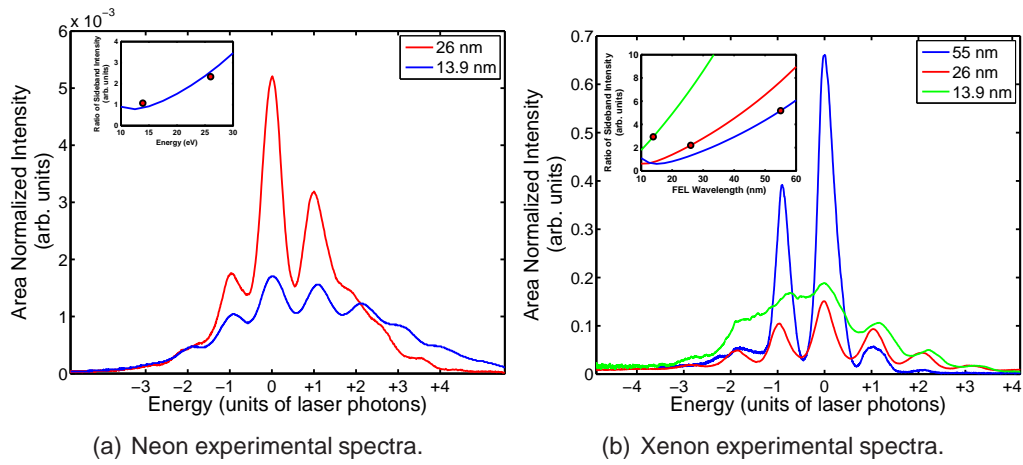 6 x 10⁻³
5
4
3
2
1
0
Area Normalized Intensity
(arb. units)
−3 −2 −1 0 +1 +2 +3 +4
Energy (units of laser photons)
26 nm
13.9 nm
Ratio of Sideband Intensity
(arb. units)
4
3
2
1
0
10 15 20 25 30
Energy (eV)
(a) Neon experimental spectra.
0.7
0.6
0.5
0.4
0.3
0.2
0.1
0
Area Normalized Intensity
(arb. units)
−4 −3 −2 −1 0 +1 +2 +3 +4
Energy (units of laser photons)
55 nm
26 nm
13.9 nm
Ratio of Sideband Intensity
(arb. units)
10
8
6
4
2
0
10 20 30 40 50 60
FEL Wavelength (nm)
(b) Xenon experimental spectra.